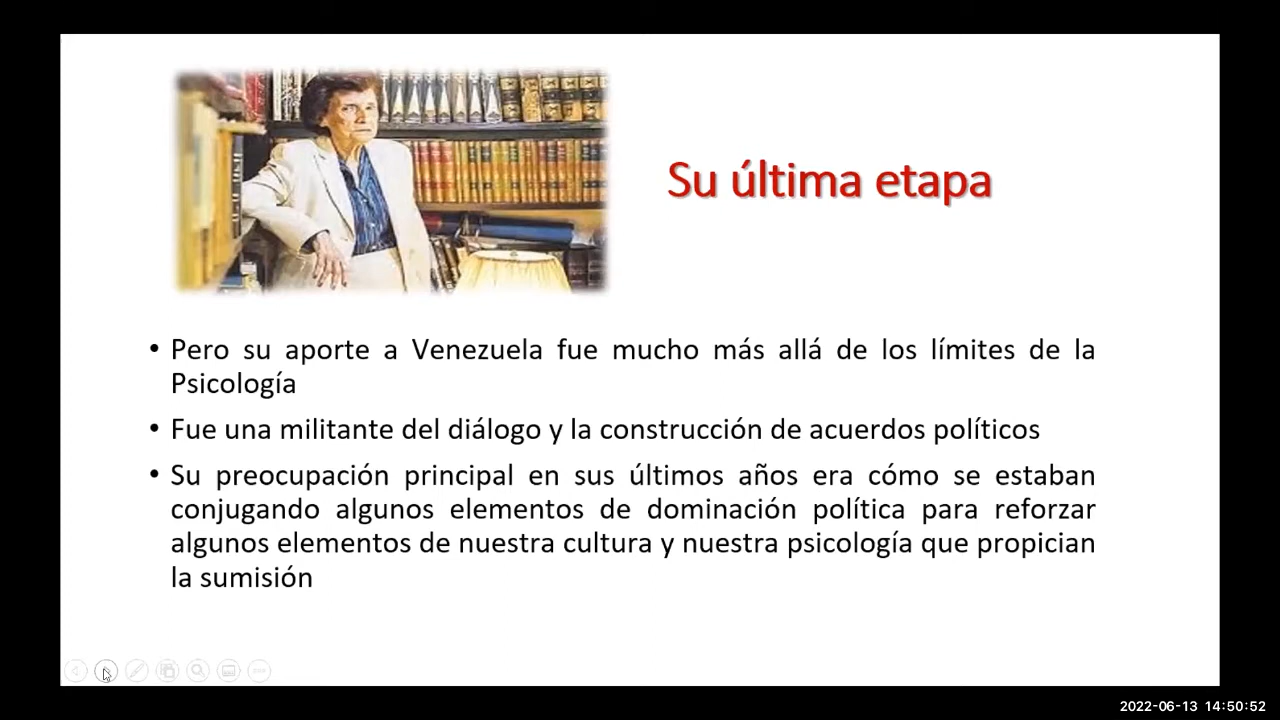 Su última etapa
• Pero su aporte a Venezuela fue mucho más allá de los límites de la
Psicología
• Fue una militante del diálogo y la construcción de acuerdos políticos
• Su preocupación principal en sus últimos años era cómo se estaban
conjugando algunos elementos de dominación política para reforzar
algunos elementos de nuestra cultura y nuestra psicología que propician
la sumisión
2022-06-13 14:50:52